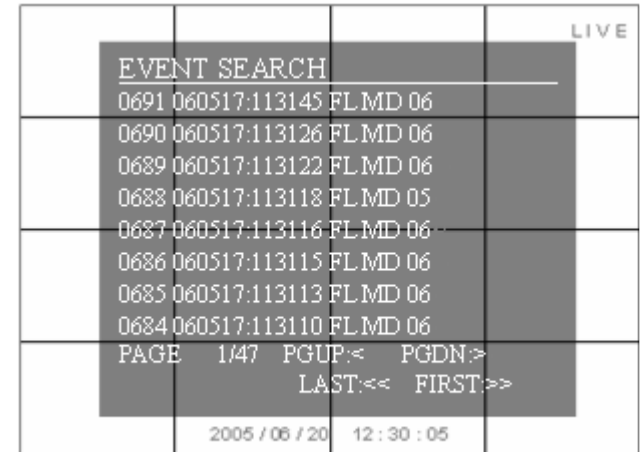 LIVE
EVENT SEARCH
0691 060517:113145 FL.MD 06
0690 060517:113126 FL.MD 06
0689 060517:113122 FL.MD 06
0688 060517:113118 FL.MD 05
0687 060517:113116 FL.MD 06
0686 060517:113115 FL.MD 06
0685 060517:113113 FL.MD 06
0684 060517:113110 FL.MD 06
PAGE 1/47 PGUP:< PGDN:>
LAST:<< FIRST:>>
2005 / 06 / 20 12 : 30 : 05